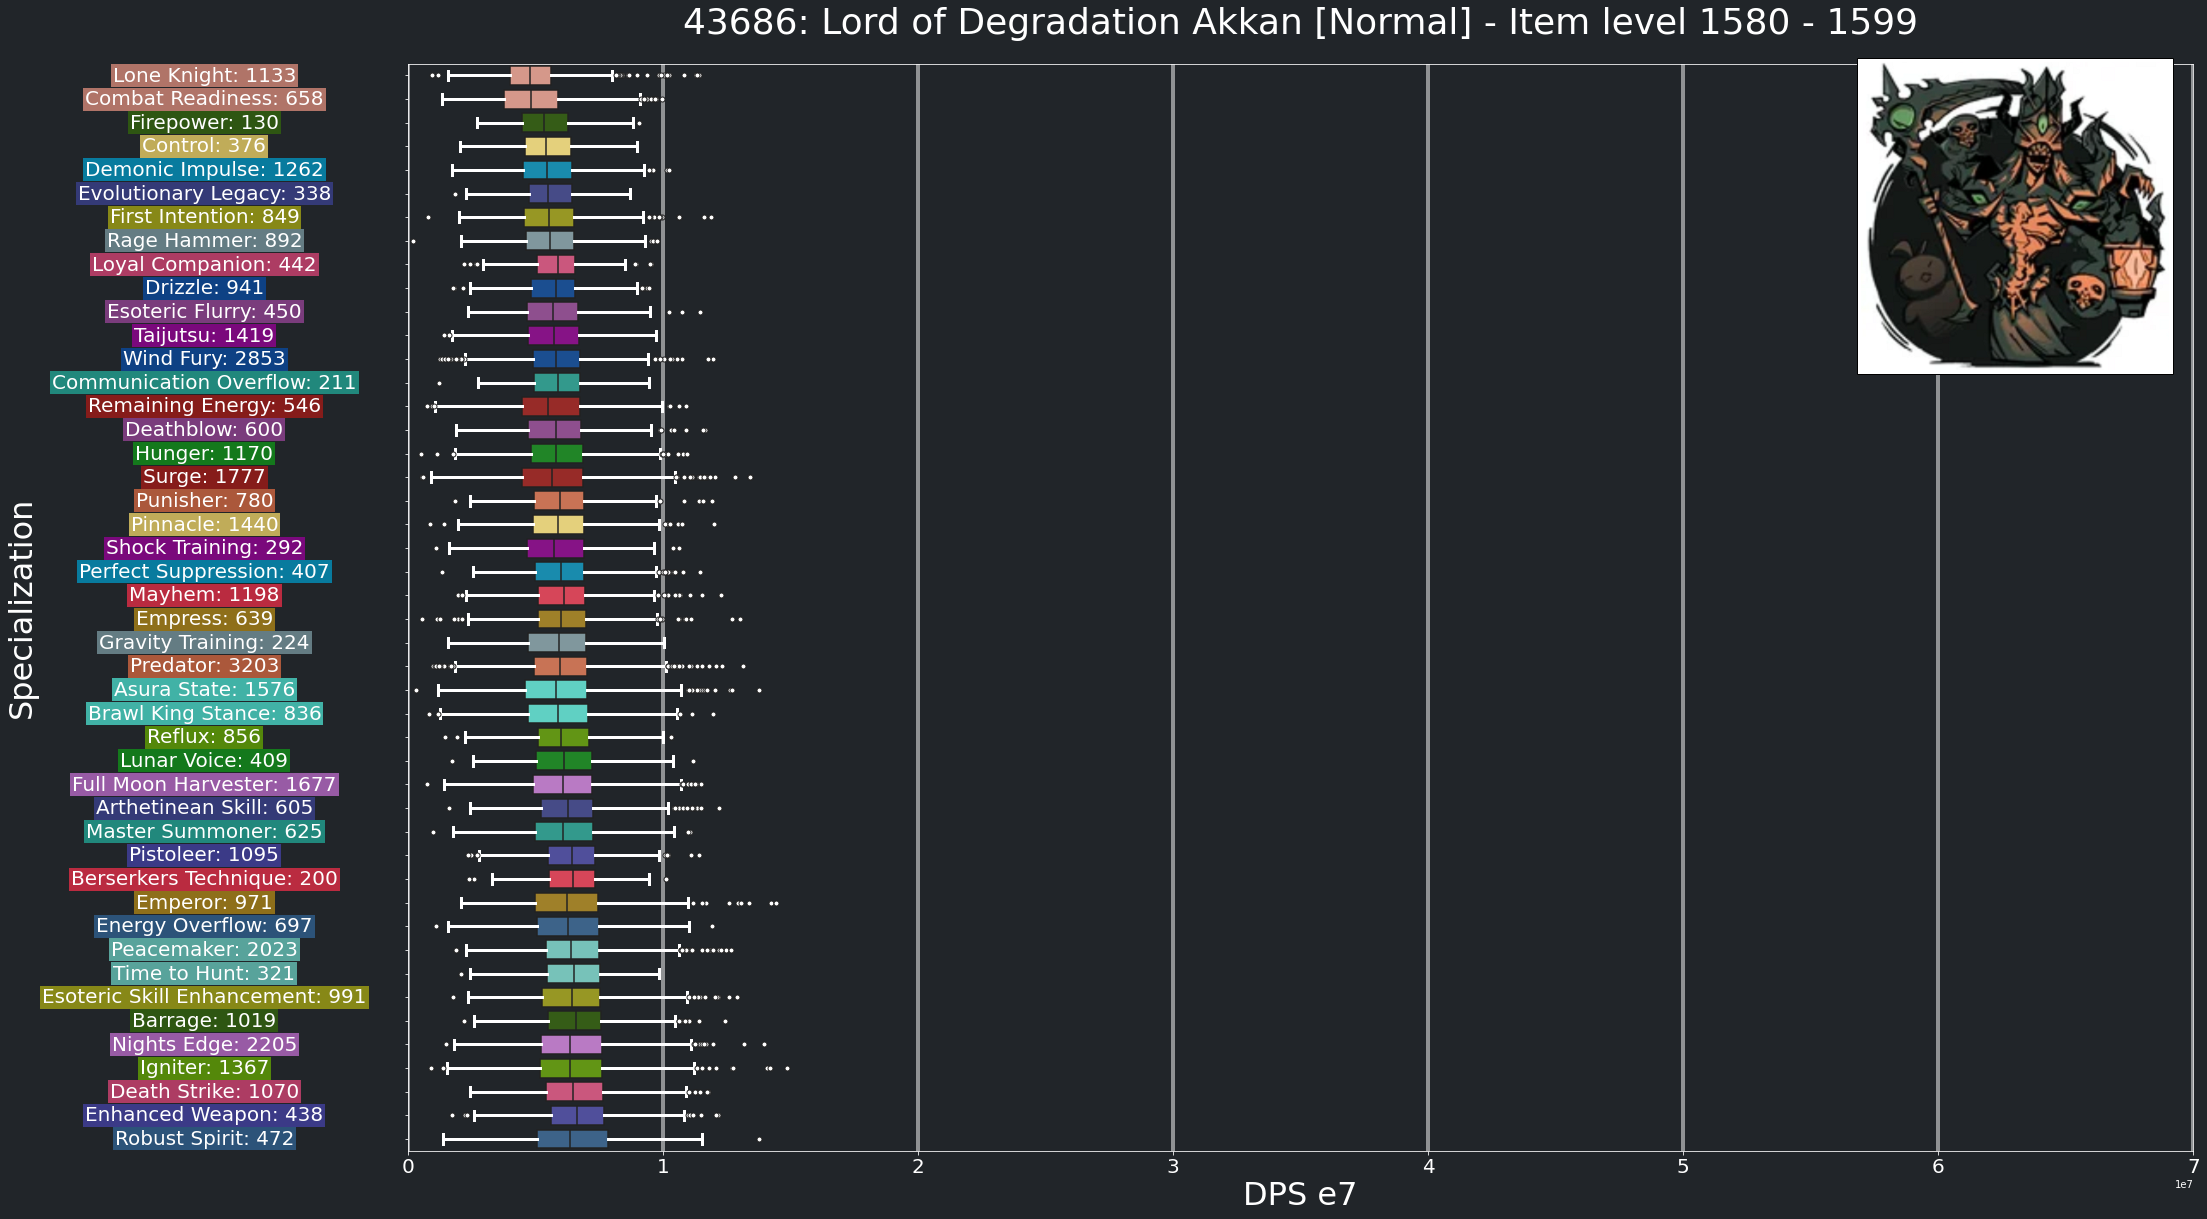 43686: Lord of Degradation Akkan [Normal] - Item level 1580 - 1599
Specialization
Lone Knight: 1133
Combat Readiness: 658
Firepower: 130
Control: 376
Demonic Impulse: 1262
Evolutionary Legacy: 338
First Intention: 849
Rage Hammer: 892
Loyal Companion: 442
Drizzle: 941
Esoteric Flurry: 450
Taijutsu: 1419
Wind Fury: 2853
Communication Overflow: 211
Remaining Energy: 546
Deathblow: 600
Hunger: 1170
Surge: 1777
Punisher: 780
Pinnacle: 1440
Shock Training: 292
Perfect Suppression: 407
Mayhem: 1198
Empress: 639
Gravity Training: 224
Predator: 3203
Asura State: 1576
Brawl King Stance: 836
Reflux: 856
Lunar Voice: 409
Full Moon Harvester: 1677
Arthetinean Skill: 605
Master Summoner: 625
Pistoleer: 1095
Berserkers Technique: 200
Emperor: 971
Energy Overflow: 697
Peacemaker: 2023
Time to Hunt: 321
Esoteric Skill Enhancement: 991
Barrage: 1019
Nights Edge: 2205
Igniter: 1367
Death Strike: 1070
Enhanced Weapon: 438
Robust Spirit: 472
0 1 2 3 4 5 6 7
1e7
DPS e7